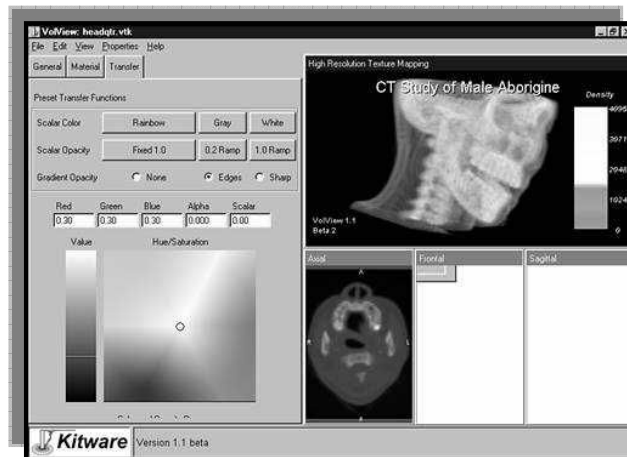 VolView: headqtr.vtk
File Edit View Properties Help
General Material Transfer
Preset Transfer Functions
Scalar Color Rainbow Gray White
Scalar Opacity Fixed 1.0 0.2 Ramp 1.0 Ramp
Gradient Opacity None Edges Sharp
Red Green Blue Alpha Scalar
0.30 0.30 0.30 0.000 0.00
Value Hue/Saturation
High Resolution Texture Mapping
CT Study of Male Aborigine
Density
4096
3071
2048
1024
0
VolView 1.1
Beta 2
Axial Frontal Sagittal
A
R L
Kitware Version 1.1 beta